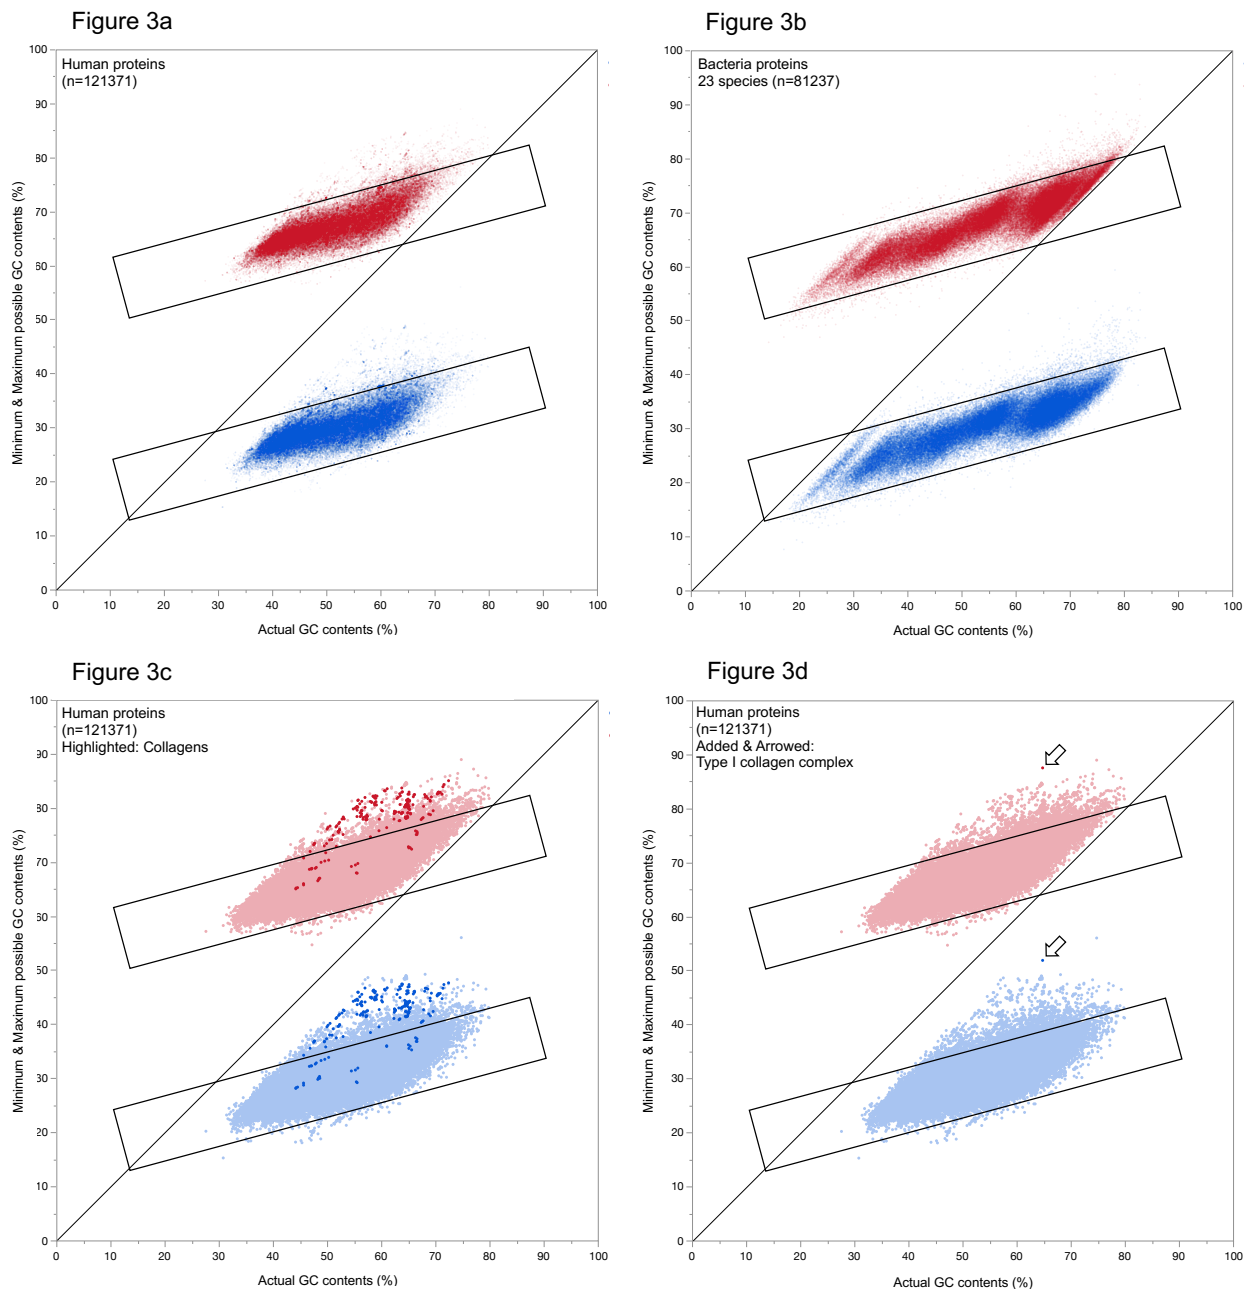 Figure 3a
Human proteins
(n=121371)
100
90
80
70
60
50
40
30
20
10
0
Minimum & Maximum possible GC contents (%)
0 10 20 30 40 50 60 70 80 90 100
Actual GC contents (%)
Figure 3b
Bacteria proteins
23 species (n=81237)
100
90
80
70
60
50
40
30
20
10
0
Minimum & Maximum possible GC contents (%)
0 10 20 30 40 50 60 70 80 90 100
Actual GC contents (%)
Figure 3c
Human proteins
(n=121371)
Highlighted: Collagens
100
90
80
70
60
50
40
30
20
10
0
Minimum & Maximum possible GC contents (%)
0 10 20 30 40 50 60 70 80 90 100
Actual GC contents (%)
Figure 3d
Human proteins
(n=121371)
Added & Arrowed:
Type I collagen complex
100
90
80
70
60
50
40
30
20
10
0
Minimum & Maximum possible GC contents (%)
0 10 20 30 40 50 60 70 80 90 100
Actual GC contents (%)